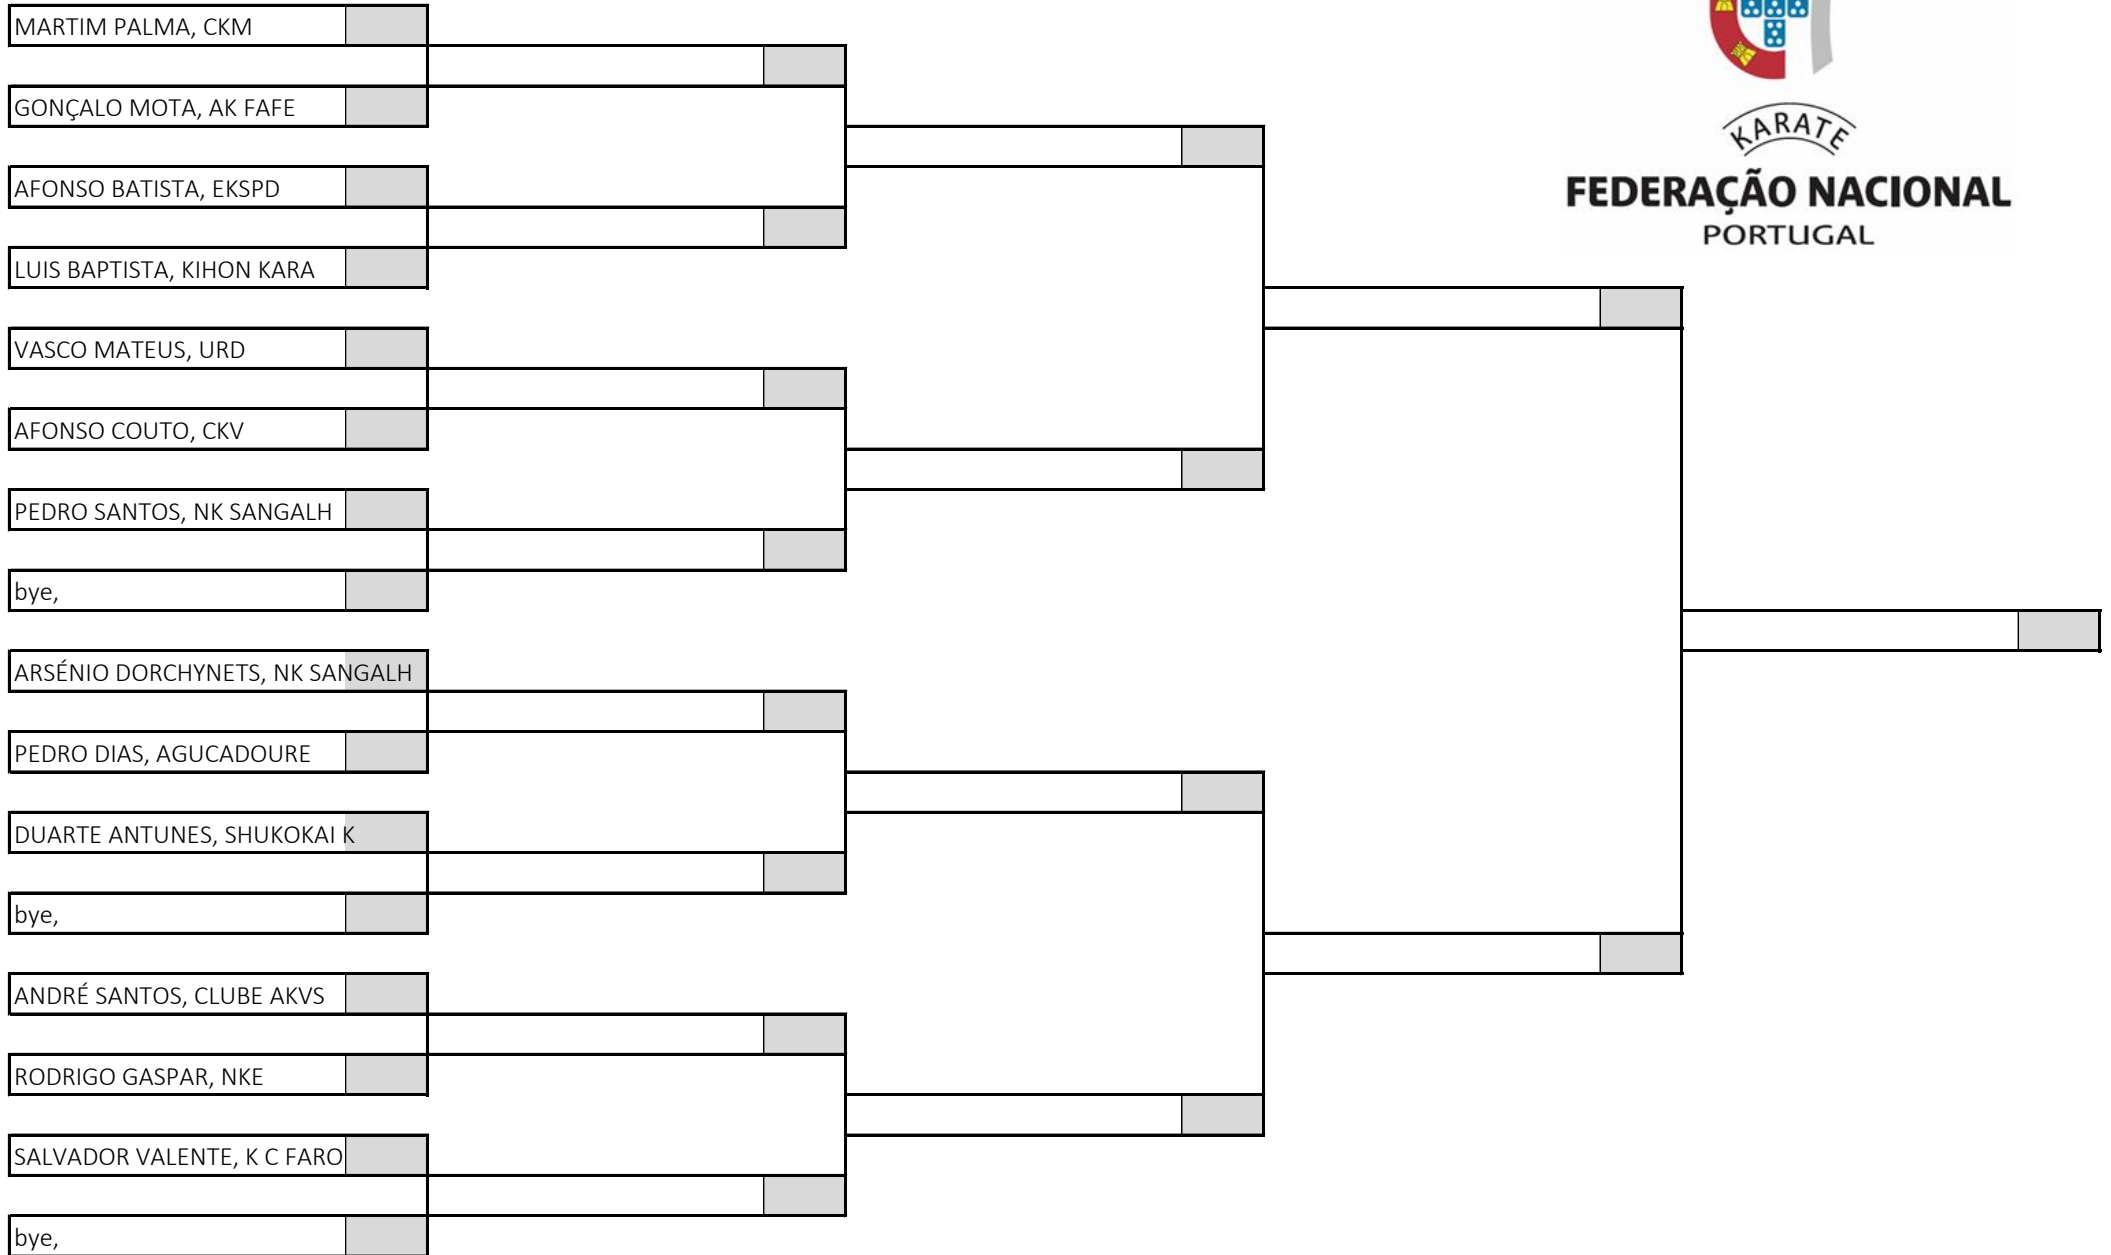 MARTIM PALMA, CKM
GONÇALO MOTA, AK FAFE
AFONSO BATISTA, EKSPD
LUIS BAPTISTA, KIHON KARA
VASCO MATEUS, URD
AFONSO COUTO, CKV
PEDRO SANTOS, NK SANGALH
bye,
ARSÉNIO DORCHYNETS, NK SANGALH
PEDRO DIAS, AGUCADOURE
DUARTE ANTUNES, SHUKOKAI K
bye,
ANDRÉ SANTOS, CLUBE AKVS
RODRIGO GASPAR, NKE
SALVADOR VALENTE, K C FARO
bye,
KARATE
FEDERAÇÃO NACIONAL
PORTUGAL